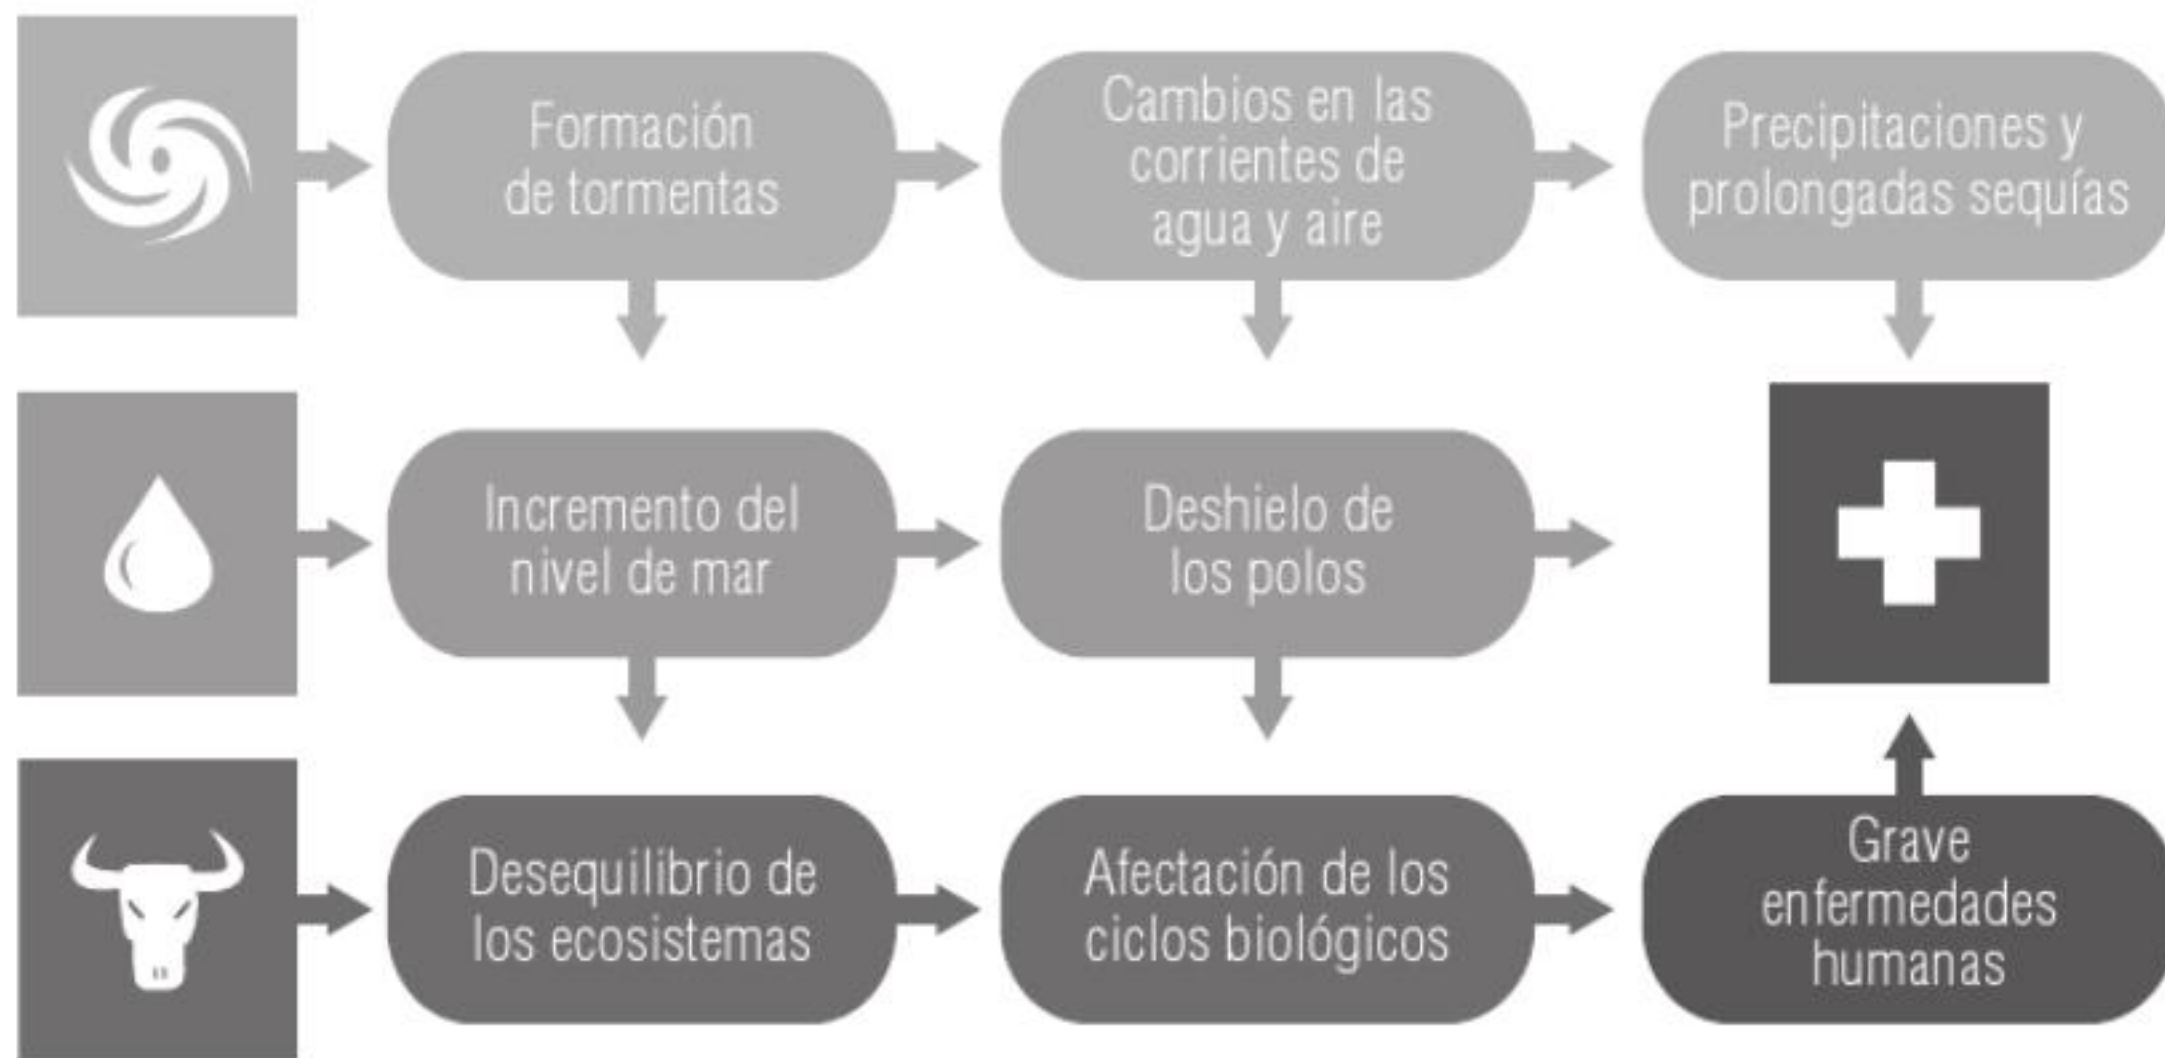 Formación
de tormentas
Cambios en las
corrientes de
agua y aire
Precipitaciones y
prolongadas sequías
Incremento del
nivel de mar
Deshielo de
los polos
Desequilibrio de
los ecosistemas
Afectación de los
ciclos biológicos
Grave
enfermedades
humanas